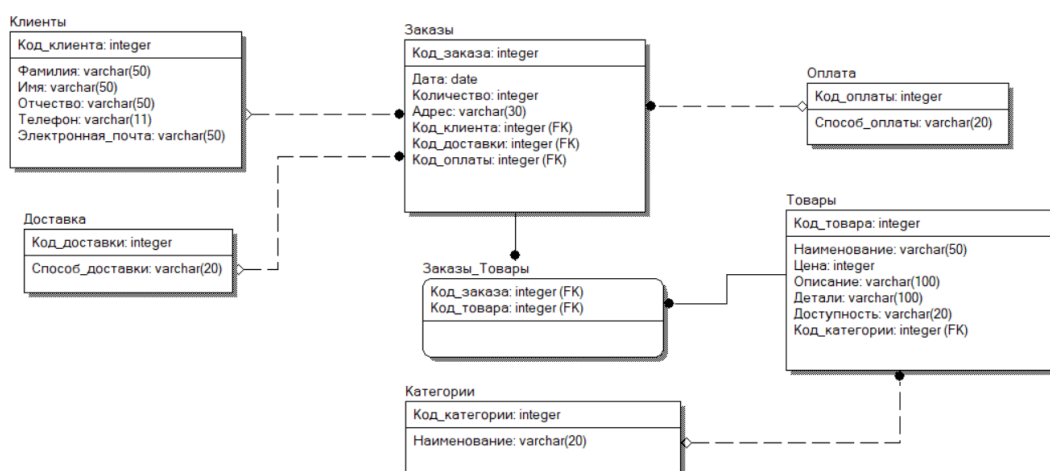 Клиенты
Код_клиента: integer
Фамилия: varchar(50)
Имя: varchar(50)
Отчество: varchar(50)
Телефон: varchar(11)
Электронная_почта: varchar(50)
Заказы
Код_заказа: integer
Дата: date
Количество: integer
Адрес: varchar(30)
Код_клиента: integer (FK)
Код_доставки: integer (FK)
Код_оплаты: integer (FK)
Оплата
Код_оплаты: integer
Способ_оплаты: varchar(20)
Доставка
Код_доставки: integer
Способ_доставки: varchar(20)
Заказы_Товары
Код_заказа: integer (FK)
Код_товара: integer (FK)
Товары
Код_товара: integer
Наименование: varchar(50)
Цена: integer
Описание: varchar(100)
Детали: varchar(100)
Доступность: varchar(20)
Код_категории: integer (FK)
Категории
Код_категории: integer
Наименование: varchar(20)